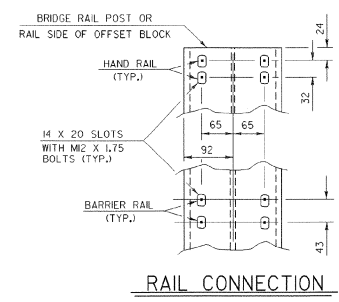 BRIDGE RAIL POST OR
RAIL SIDE OF OFFSET BLOCK
24
HAND RAIL
(TYP.)
32
14 X 20 SLOTS
WITH M12 X 1.75
BOLTS (TYP.)
65
65
92
BARRIER RAIL
(TYP.)
43
RAIL CONNECTION